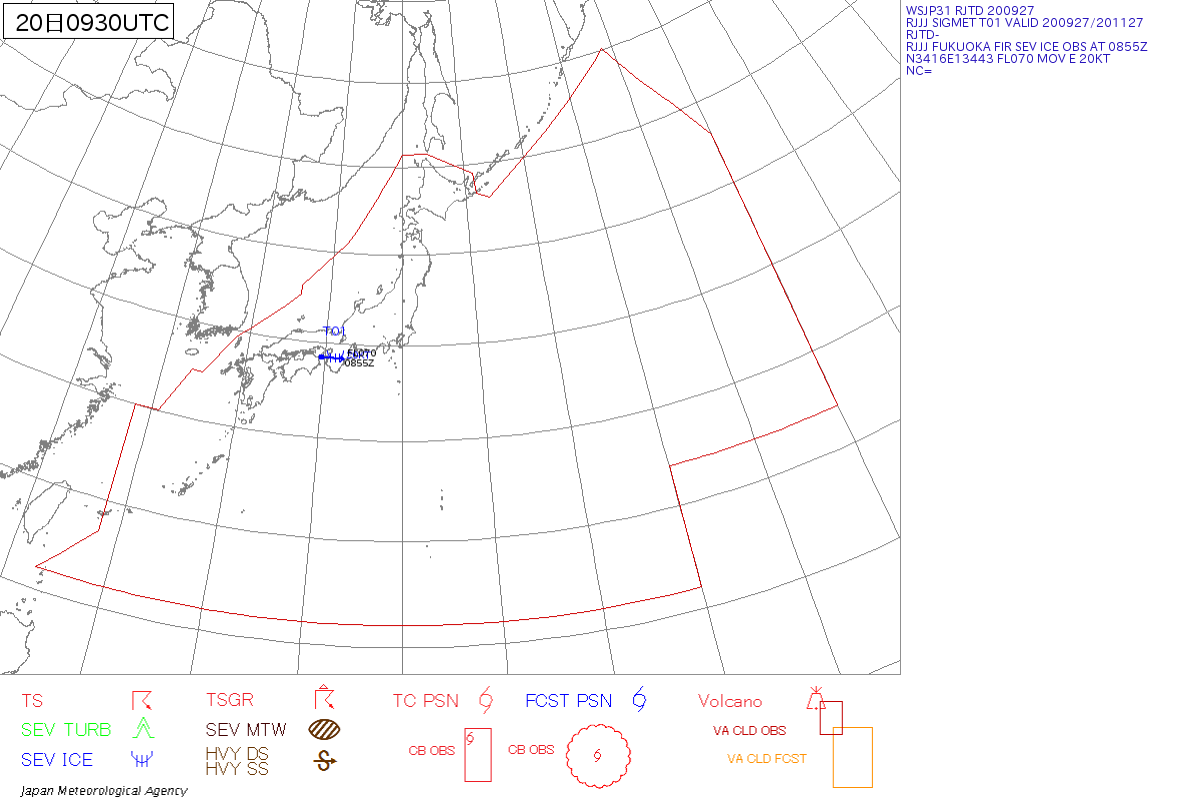 20日0930UTC
WSJP31 RJTD 200927
RJJJ SIGMET T01 VALID 200927/201127
RJTD-
RJJJ FUKUOKA FIR SEV ICE OBS AT 0855Z
N3416E13443 FL070 MOV E 20KT
NC=
T01
FL070
0855Z
TS
TSGR
TC PSN
FCST PSN
Volcano
SEV TURB
SEV MTW
VA CLD OBS
SEV ICE
HVY DS
HVY SS
CB OBS
CB OBS
VA CLD FCST
Japan Meteorological Agency